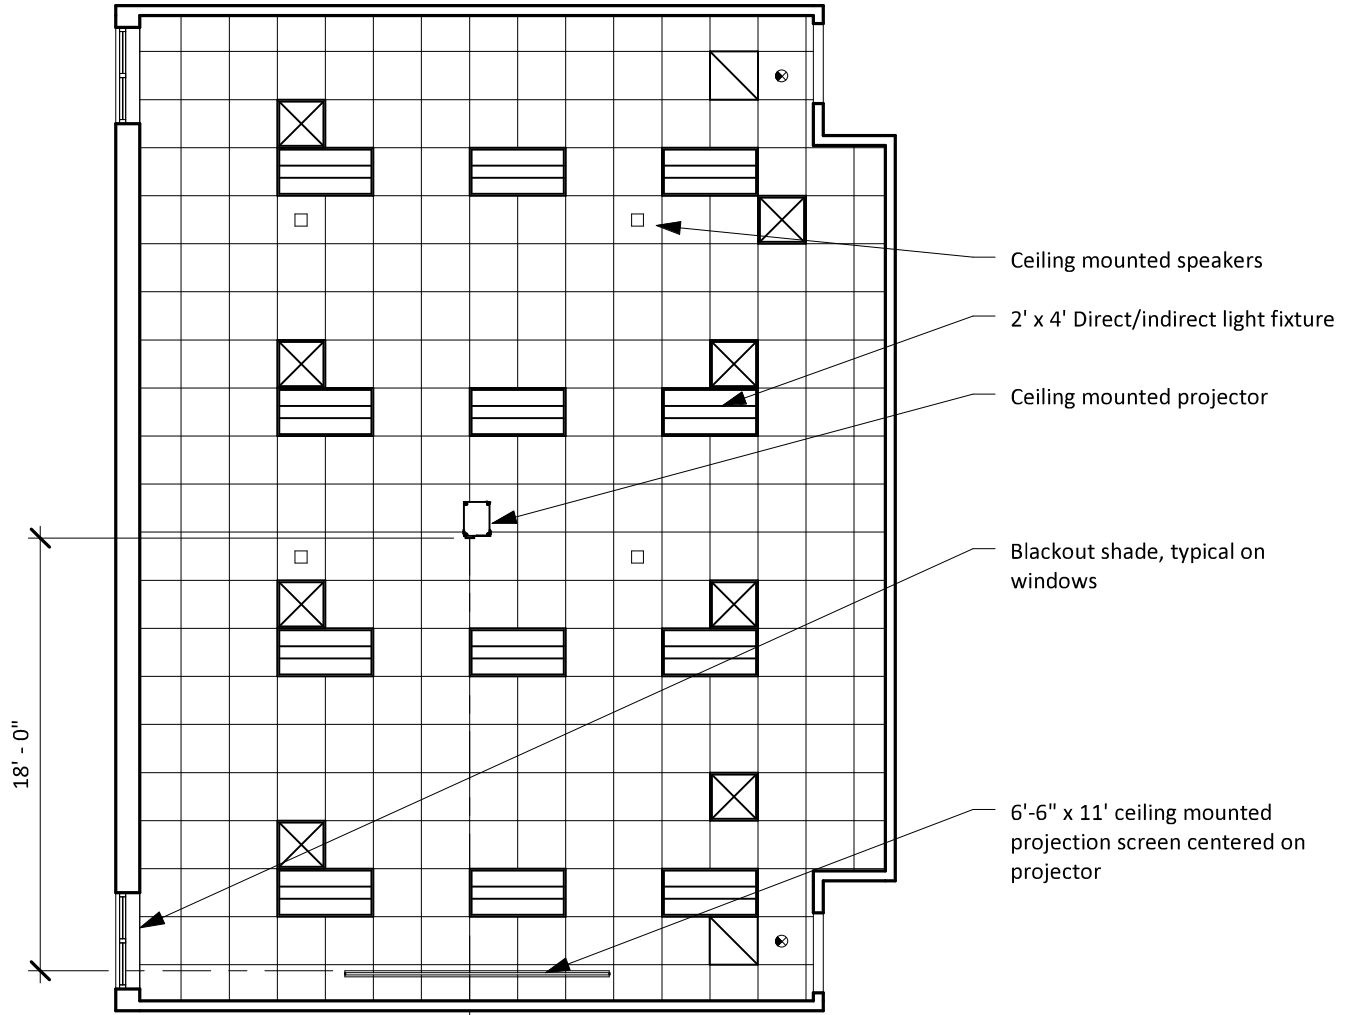 Ceiling mounted speakers
2' x 4' Direct/indirect light fixture
Ceiling mounted projector
Blackout shade, typical on
windows
18' - 0"
6'-6" x 11' ceiling mounted
projection screen centered on
projector